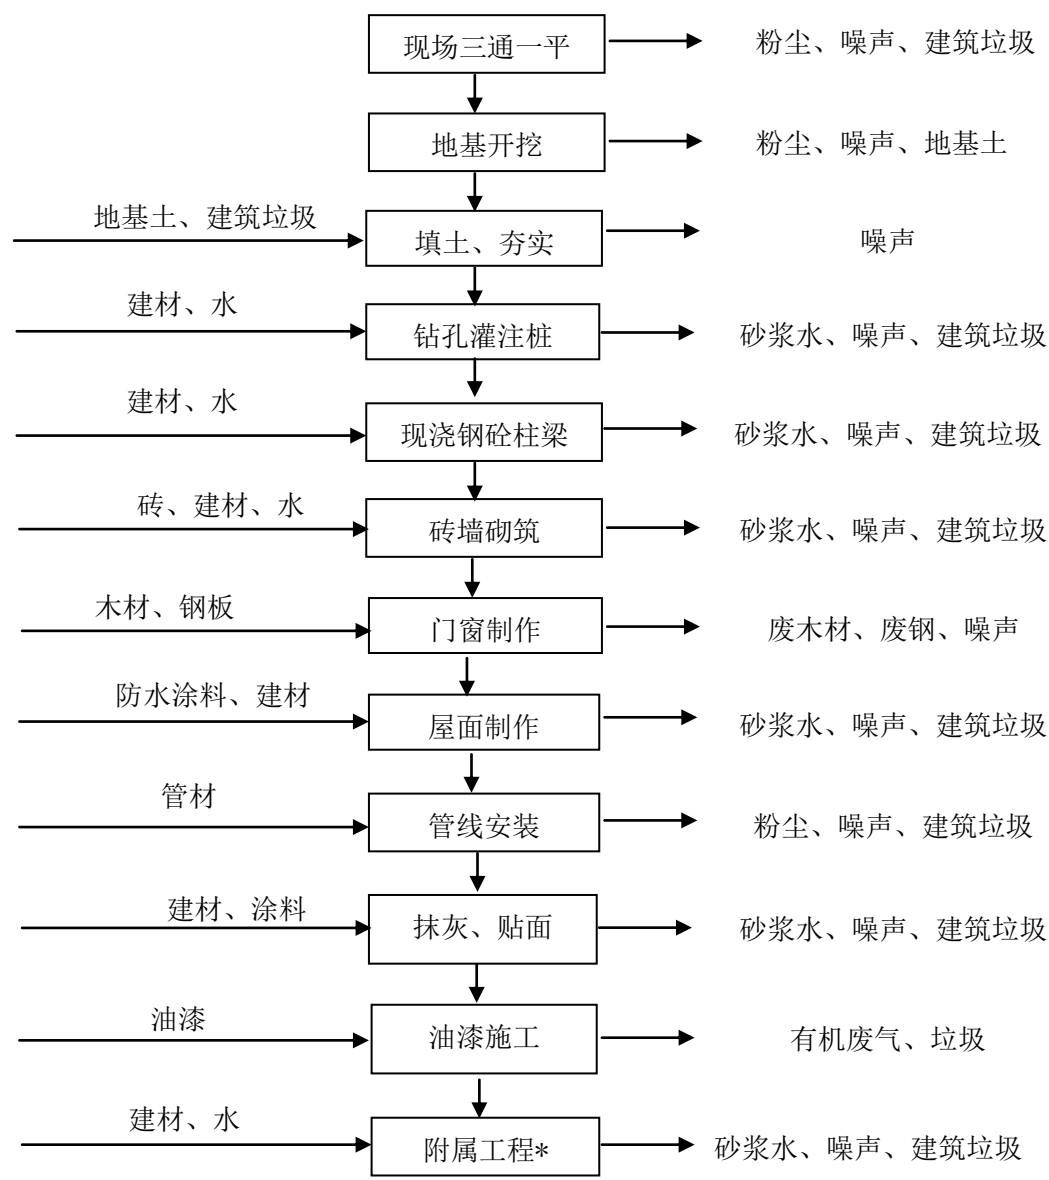 现场三通一平
粉尘、噪声、建筑垃圾
地基开挖
粉尘、噪声、地基土
地基土、建筑垃圾
填土、夯实
噪声
建材、水
钻孔灌注桩
砂浆水、噪声、建筑垃圾
建材、水
现浇钢砼柱梁
砂浆水、噪声、建筑垃圾
砖、建材、水
砖墙砌筑
砂浆水、噪声、建筑垃圾
木材、钢板
门窗制作
废木材、废钢、噪声
防水涂料、建材
屋面制作
砂浆水、噪声、建筑垃圾
管材
管线安装
粉尘、噪声、建筑垃圾
建材、涂料
抹灰、贴面
砂浆水、噪声、建筑垃圾
油漆
油漆施工
有机废气、垃圾
建材、水
附属工程*
砂浆水、噪声、建筑垃圾